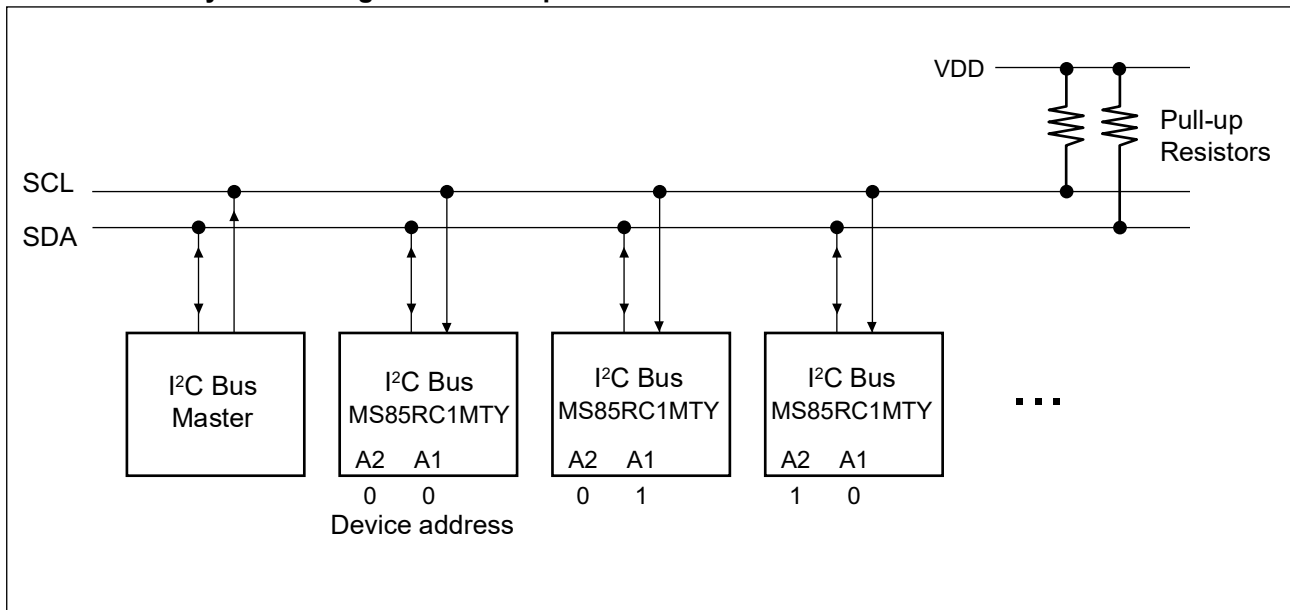 VDD
Pull-up
Resistors
SCL
SDA
I²C Bus
Master
I²C Bus
MS85RC1MTY
A2 A1
0 0
Device address
I²C Bus
MS85RC1MTY
A2 A1
0 1
I²C Bus
MS85RC1MTY
A2 A1
1 0
...